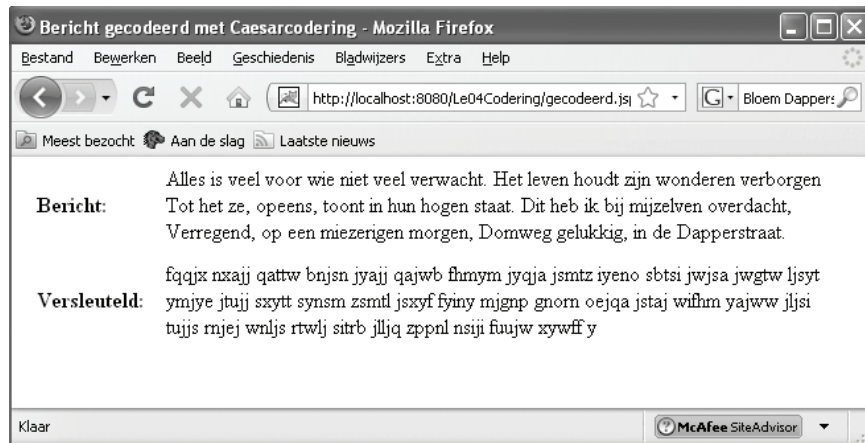 Bericht gecodeerd met Caesarcodering - Mozilla Firefox
Bestand Bewerken Beeld Geschiedenis Bladwijzers Extra Help
http://localhost:8080/Le04Codering/gecodeerd.jsp G Bloem Dappers
Meest bezocht Aan de slag Laatste nieuws
Bericht:
Alles is veel voor wie niet veel verwacht. Het leven houdt zijn wonderen verborgen
Tot het ze, opeens, toont in hun hogen staat. Dit heb ik bij mijzelven overdacht,
Verregend, op een miezerigen morgen, Domweg gelukkig, in de Dapperstraat.
Versleuteld:
fqqjx nxajj qattw bnjsn jyajj qajwb fhmym jyqja jsmtz iyeno sbtsi jwjsa jwgtw ljsyt
ymjye jtujj sxytt synsm zsmtl jsxyf fyiny mjgnp gnorn oejqa jstaj wifhm yajww jljsi
tujjs rnjej wnljs rtwlj sitrb jlljq zppnl nsiji fuujw xywff y
Klaar
McAfee SiteAdvisor